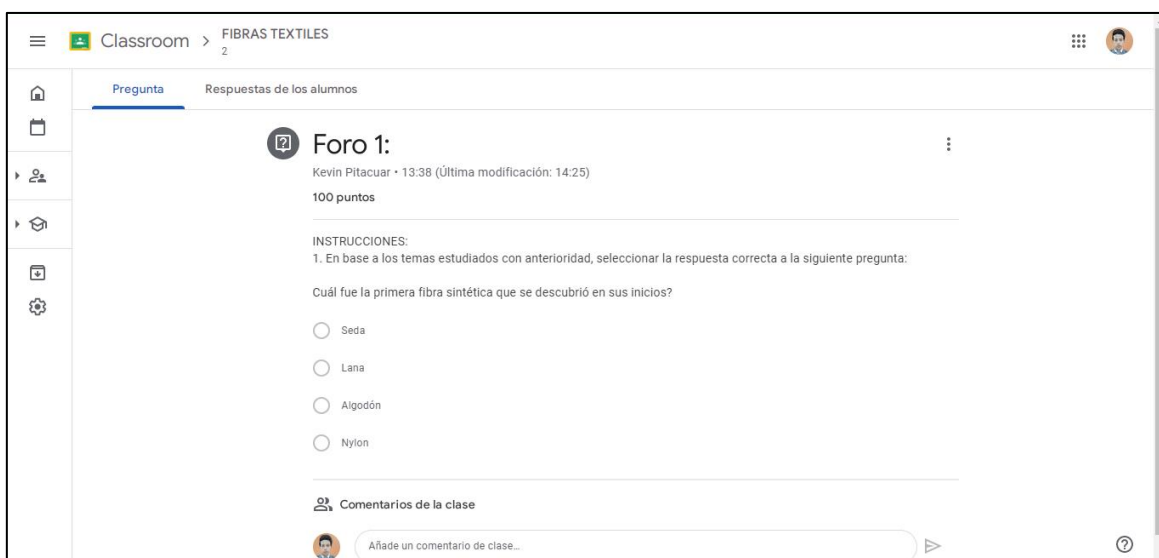 Classroom > FIBRAS TEXTILES
2
Pregunta
Respuestas de los alumnos
Foro 1:
Kevin Pitacuar • 13:38 (Última modificación: 14:25)
100 puntos
INSTRUCCIONES:
1. En base a los temas estudiados con anterioridad, seleccionar la respuesta correcta a la siguiente pregunta:
Cuál fue la primera fibra sintética que se descubrió en sus inicios?
Seda
Lana
Algodón
Nylon
Comentarios de la clase
Añade un comentario de clase...